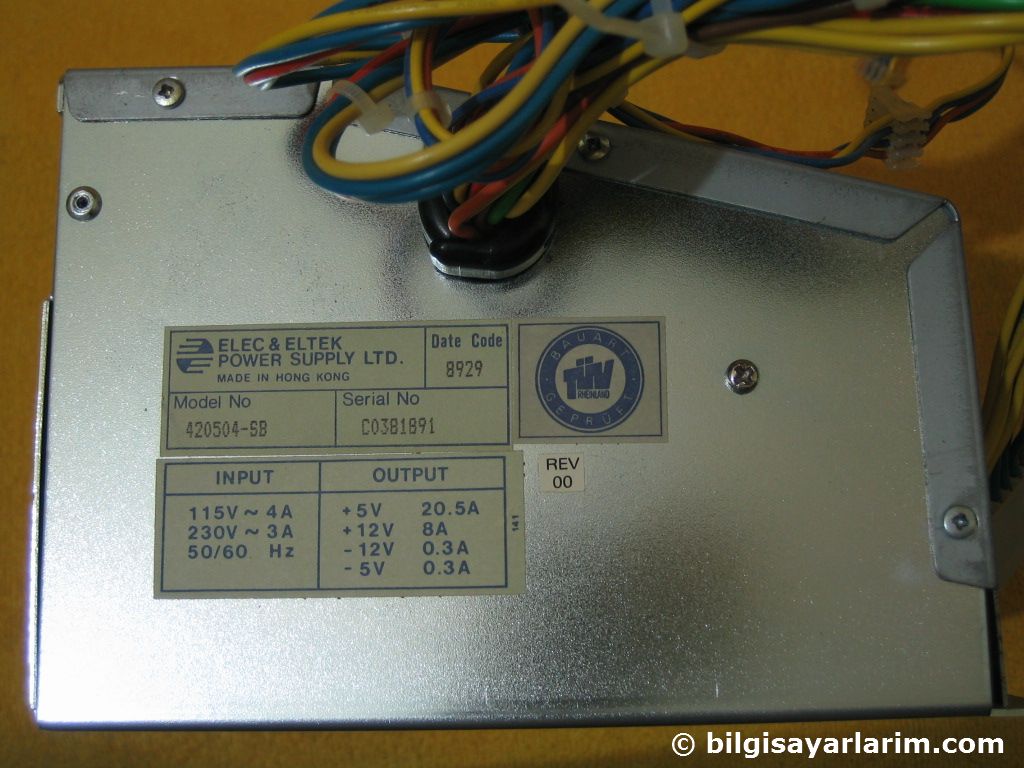 ELEC & ELTEK
POWER SUPPLY LTD.
MADE IN HONG KONG
Date Code
8929
Model No
420504-SB
Serial No
C0381891
BAUART
TÜV
RHEINLAND
GEPRÜFT
REV
00
INPUT
115V ~ 4A
230V ~ 3A
50/60 Hz
OUTPUT
+5V 20.5A
+12V 8A
-12V 0.3A
-5V 0.3A
141
© bilgisayarlarim.com